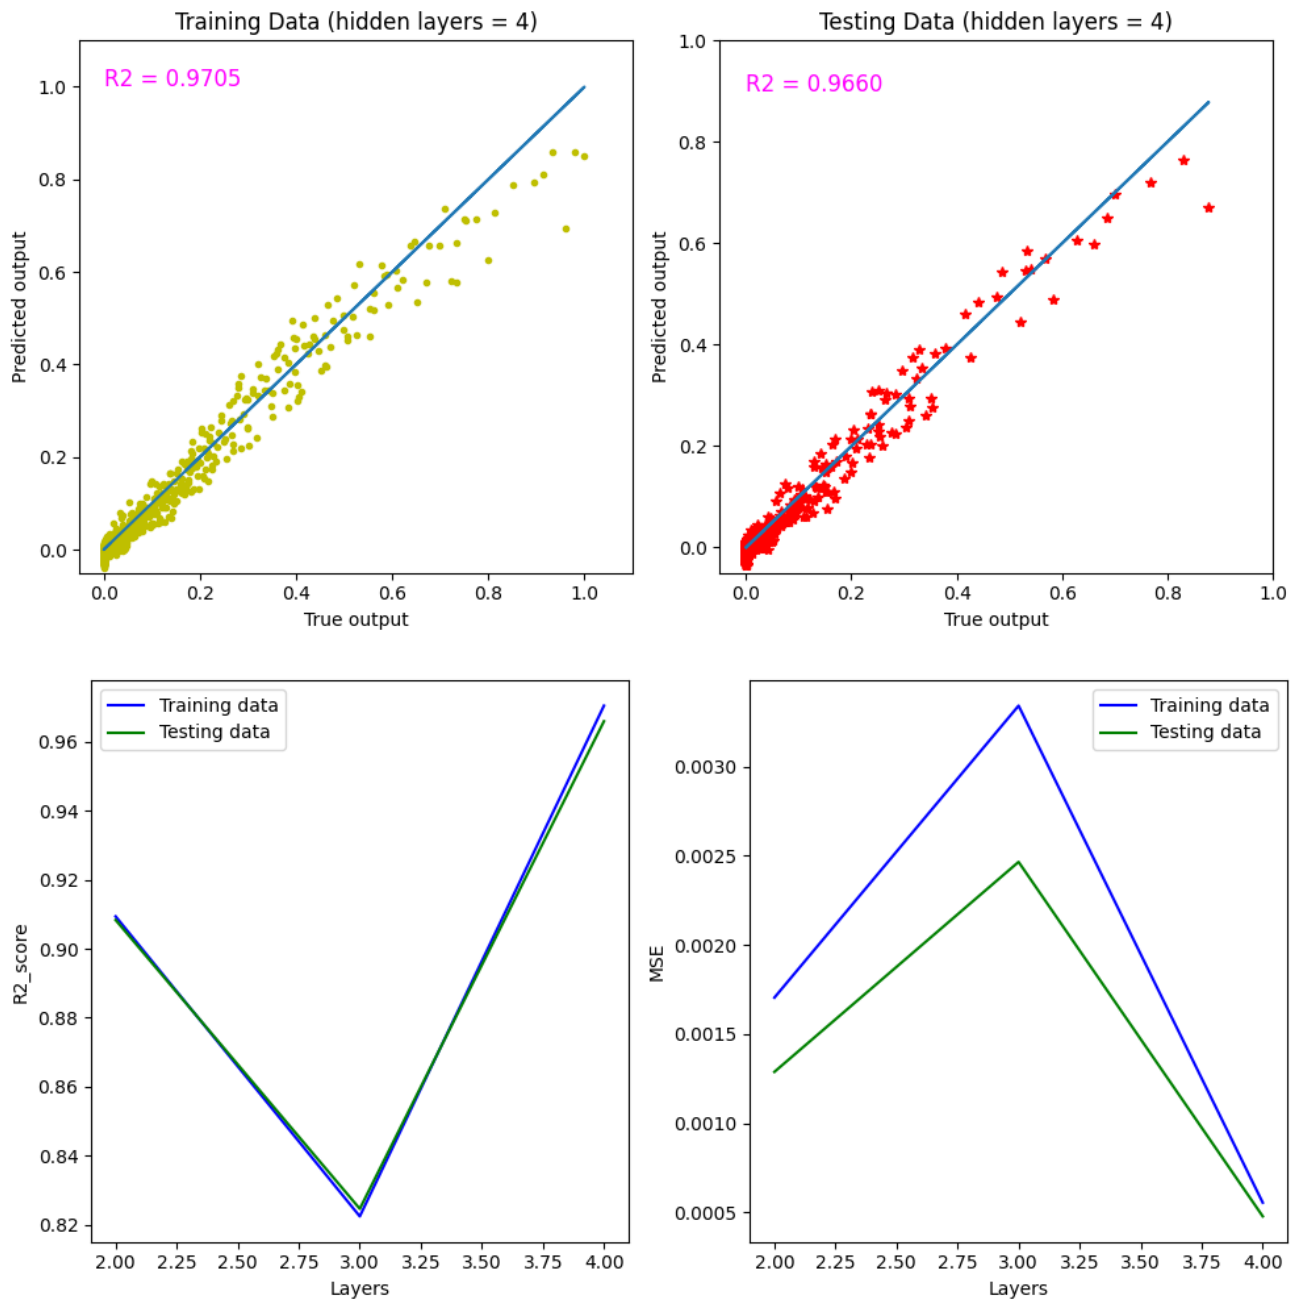 Training Data (hidden layers = 4)
R2 = 0.9705
1.0
0.8
0.6
0.4
0.2
0.0
Predicted output
0.0 0.2 0.4 0.6 0.8 1.0
True output
Testing Data (hidden layers = 4)
R2 = 0.9660
1.0
0.8
0.6
0.4
0.2
0.0
Predicted output
0.0 0.2 0.4 0.6 0.8 1.0
True output
Training data
Testing data
0.96
0.94
0.92
0.90
0.88
0.86
0.84
0.82
R2_score
2.00 2.25 2.50 2.75 3.00 3.25 3.50 3.75 4.00
Layers
Training data
Testing data
0.0030
0.0025
0.0020
0.0015
0.0010
0.0005
MSE
2.00 2.25 2.50 2.75 3.00 3.25 3.50 3.75 4.00
Layers